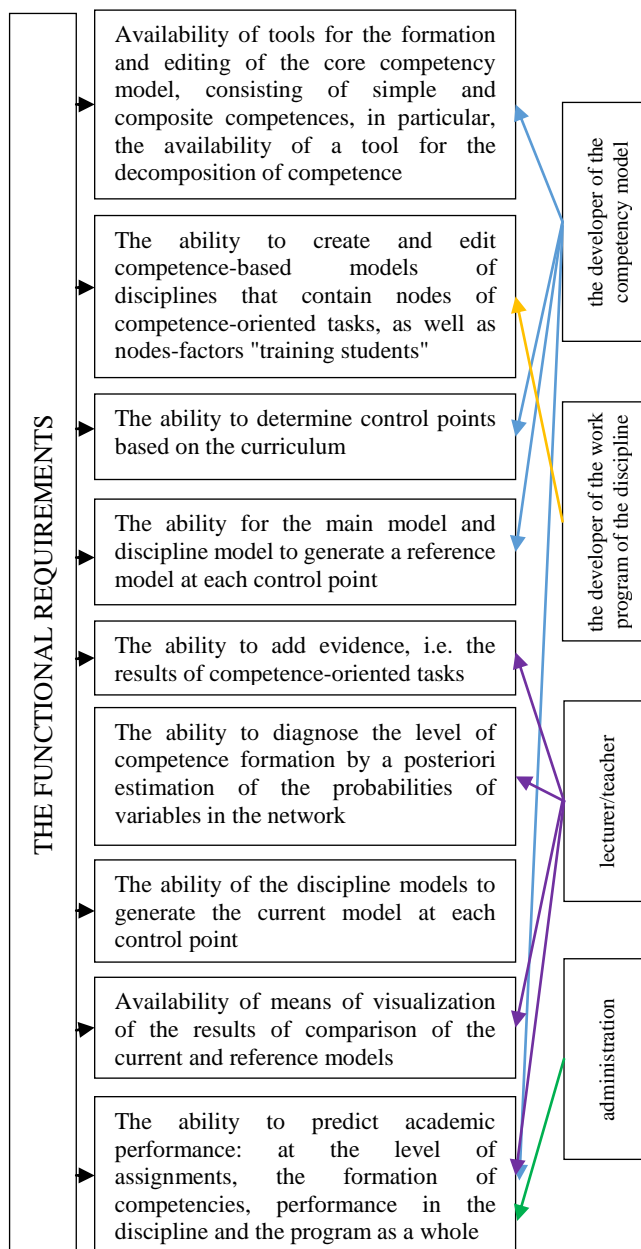 THE FUNCTIONAL REQUIREMENTS
Availability of tools for the formation
and editing of the core competency
model, consisting of simple and
composite competences, in particular,
the availability of a tool for the
decomposition of competence
The ability to create and edit
competence-based models of
disciplines that contain nodes of
competence-oriented tasks, as well as
nodes-factors "training students"
The ability to determine control points
based on the curriculum
The ability for the main model and
discipline model to generate a reference
model at each control point
The ability to add evidence, i.e. the
results of competence-oriented tasks
The ability to diagnose the level of
competence formation by a posteriori
estimation of the probabilities of
variables in the network
The ability of the discipline models to
generate the current model at each
control point
Availability of means of visualization
of the results of comparison of the
current and reference models
The ability to predict academic
performance: at the level of
assignments, the formation of
competencies, performance in the
discipline and the program as a whole
the developer of the
competency model
the developer of the work
program of the discipline
lecturer/teacher
administration